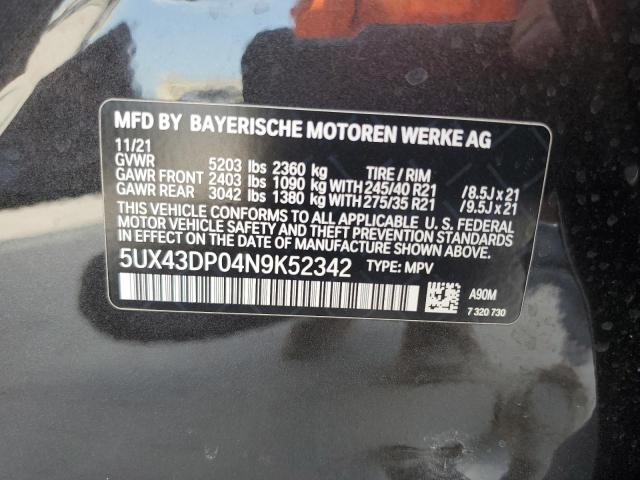 MFD BY BAYERISCHE MOTOREN WERKE AG
11/21
GVWR 5203 lbs 2360 kg TIRE / RIM
GAWR FRONT 2403 lbs 1090 kg WITH 245/40 R21 /8.5J x 21
GAWR REAR 3042 lbs 1380 kg WITH 275/35 R21 /9.5J x 21
THIS VEHICLE CONFORMS TO ALL APPLICABLE U. S. FEDERAL
MOTOR VEHICLE SAFETY AND BUMPER AND
THEFT PREVENTION STANDARDS IN EFFECT
ON THE DATE OF MANUFACTURE SHOWN ABOVE.
5UX43DP04N9K52342 TYPE: MPV
A90M
7 320 730